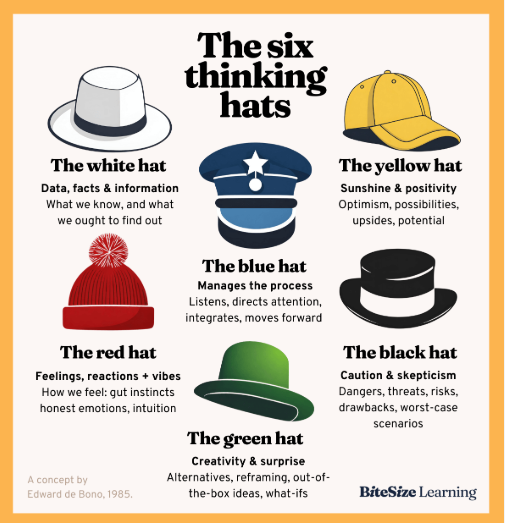 The six
thinking
hats
The white hat
Data, facts & information
What we know, and what
we ought to find out
The yellow hat
Sunshine & positivity
Optimism, possibilities,
upsides, potential
The blue hat
Manages the process
Listens, directs attention,
integrates, moves forward
The red hat
Feelings, reactions + vibes
How we feel: gut instincts
honest emotions, intuition
The black hat
Caution & skepticism
Dangers, threats, risks,
drawbacks, worst-case
scenarios
The green hat
Creativity & surprise
Alternatives, reframing, out-of-
the-box ideas, what-ifs
A concept by
Edward de Bono, 1985.
BiteSize Learning